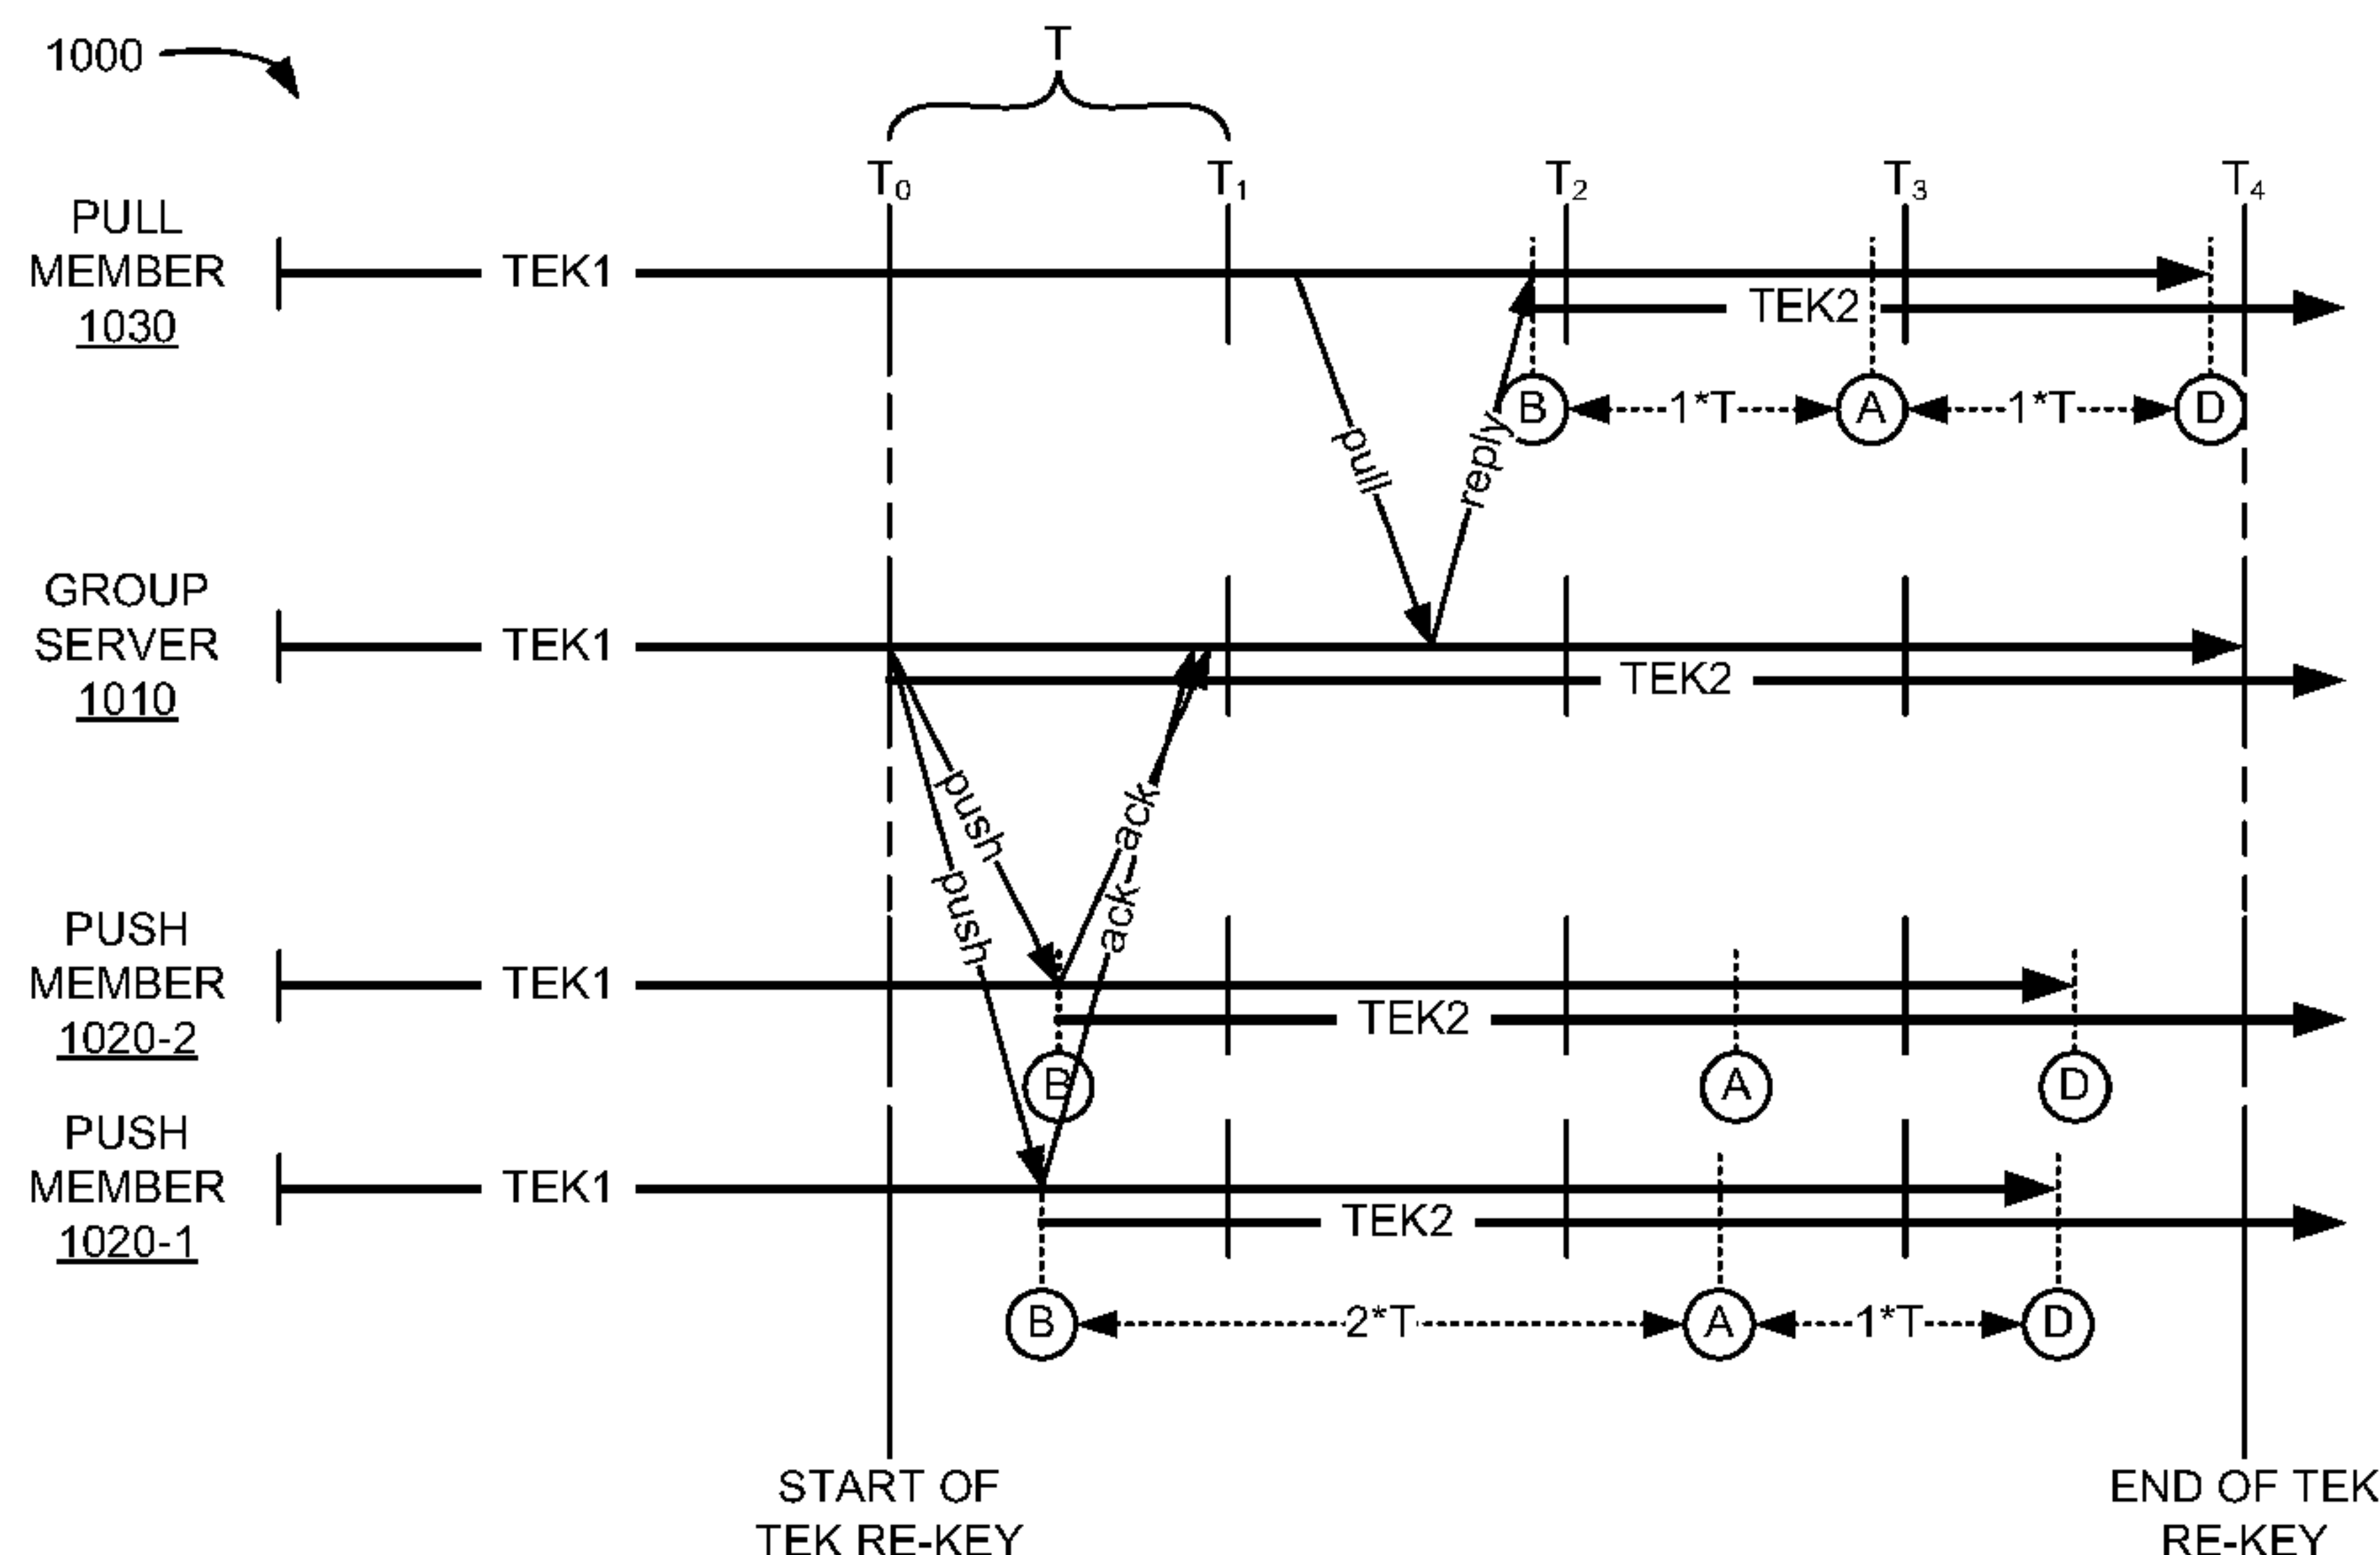 1000
T
T0 T1 T2 T3 T4
PULL
MEMBER
1030
TEK1
TEK2
B 1*T A 1*T D
pull
reply
GROUP
SERVER
1010
TEK1
TEK2
push
push
ack
ack
PUSH
MEMBER
1020-2
TEK1
TEK2
B A D
PUSH
MEMBER
1020-1
TEK1
TEK2
B 2*T A 1*T D
START OF
TEK RE-KEY
END OF TEK
RE-KEY